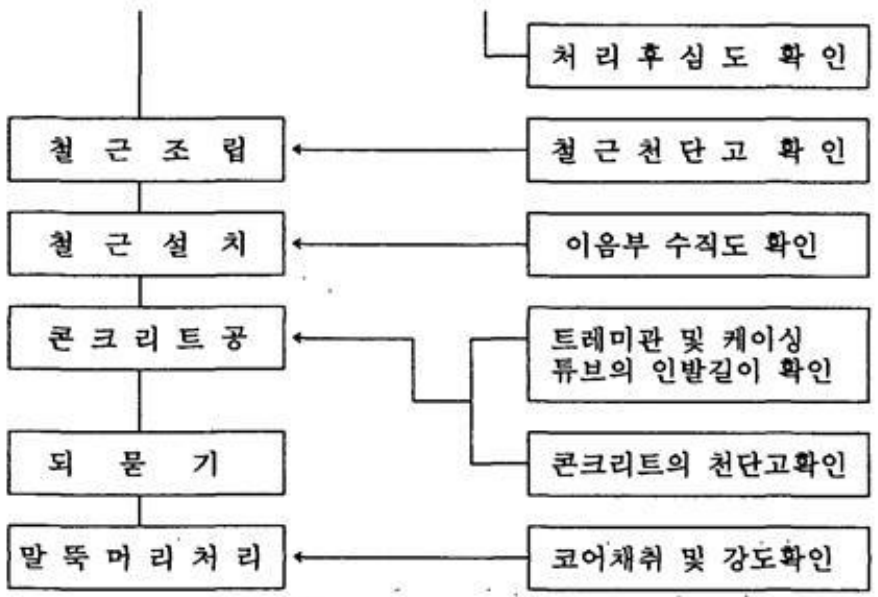 처리후심도 확인
철근조립
철근천단고 확인
철근설치
이음부 수직도 확인
콘크리트공
트레미관 및 케이싱
튜브의 인발길이 확인
되묻기
콘크리트의 천단고확인
말뚝머리처리
코어채취 및 강도확인